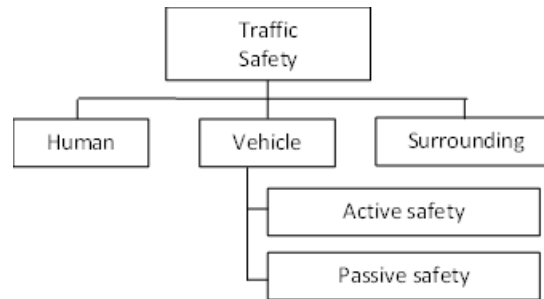 Traffic
Safety
Human
Vehicle
Surrounding
Active safety
Passive safety